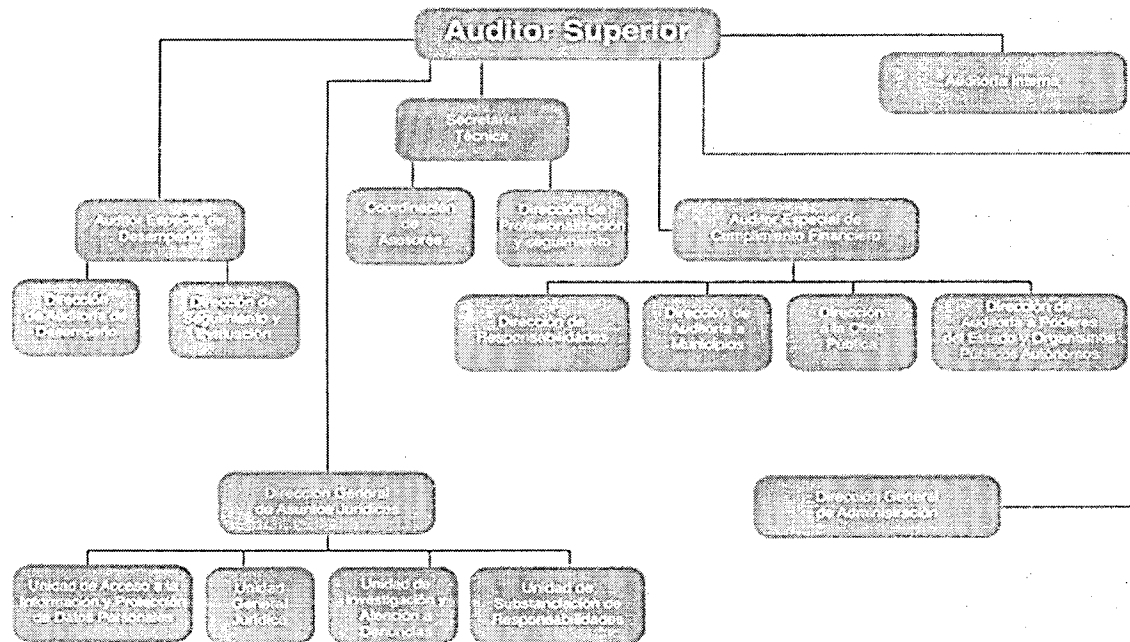 Auditor Superior
Auditoría Interna
Secretaría
Técnica
Coordinación
de
Asesores
Dirección de
Profesionalización
y seguimiento
Auditor Especial de
Desempeño
Auditor Especial de
Cumplimiento Financiero
Dirección
de Auditoría de
Desempeño
Dirección de
Seguimiento y
Dirección de
Responsabilidades
Dirección de
Auditoría a
Municipios
Dirección
a la Obra
Pública
Dirección de
Auditoría a Poderes
del Estado y Organismos
Públicos Autónomos
Dirección General
de Asuntos Jurídicos
Dirección General
de Administración
Unidad de Acceso a la
Información y Protección
de Datos Personales
Unidad
General
Jurídica
Unidad de
Investigación y
Atención a
Denuncias
Unidad de
Substanciación de
Responsabilidades